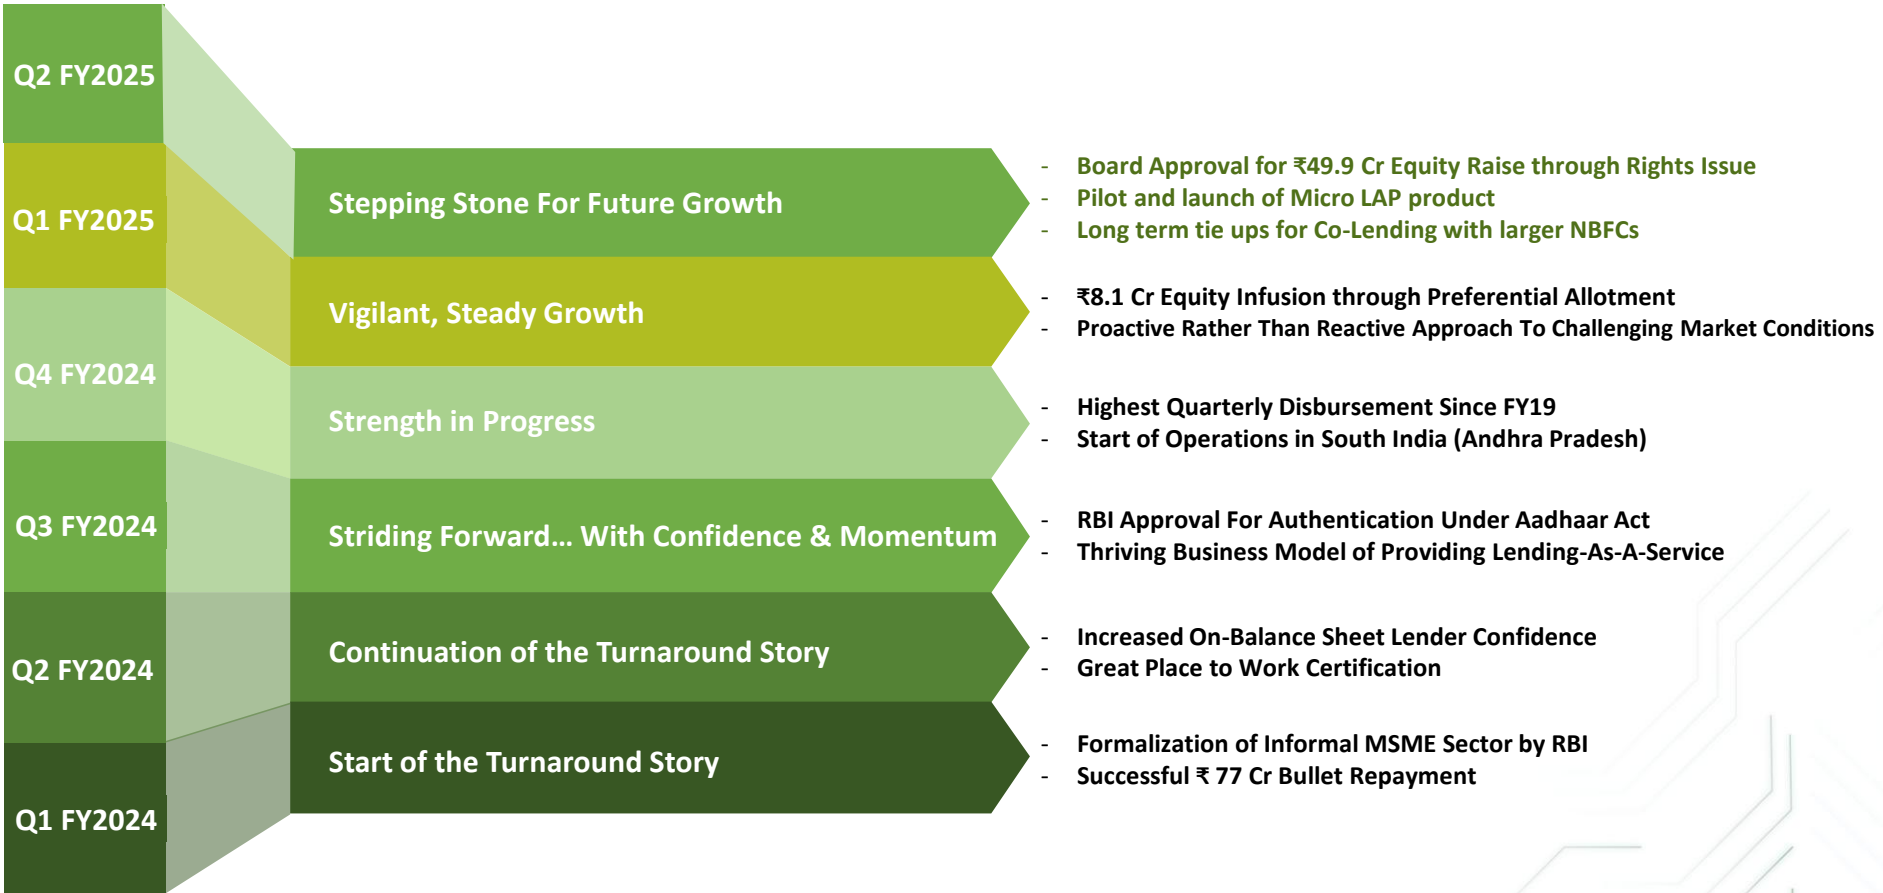 Q2 FY2025
Stepping Stone For Future Growth
- Board Approval for ₹49.9 Cr Equity Raise through Rights Issue
- Pilot and launch of Micro LAP product
- Long term tie ups for Co-Lending with larger NBFCs
Q1 FY2025
Vigilant, Steady Growth
- ₹8.1 Cr Equity Infusion through Preferential Allotment
- Proactive Rather Than Reactive Approach To Challenging Market Conditions
Q4 FY2024
Strength in Progress
- Highest Quarterly Disbursement Since FY19
- Start of Operations in South India (Andhra Pradesh)
Q3 FY2024
Striding Forward... With Confidence & Momentum
- RBI Approval For Authentication Under Aadhaar Act
- Thriving Business Model of Providing Lending-As-A-Service
Q2 FY2024
Continuation of the Turnaround Story
- Increased On-Balance Sheet Lender Confidence
- Great Place to Work Certification
Q1 FY2024
Start of the Turnaround Story
- Formalization of Informal MSME Sector by RBI
- Successful ₹ 77 Cr Bullet Repayment